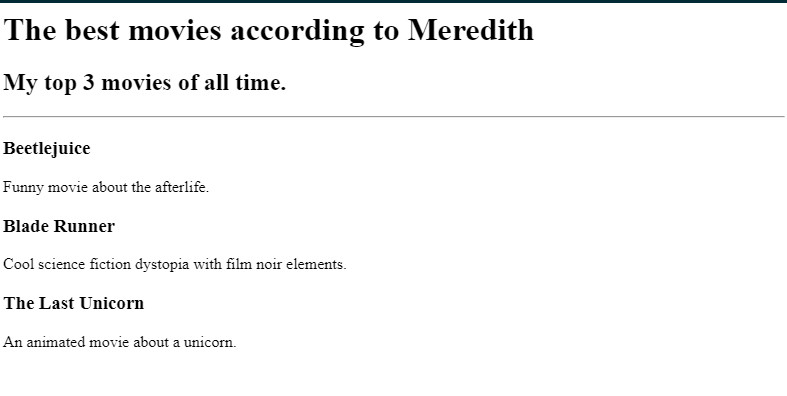 The best movies according to Meredith
My top 3 movies of all time.
Beetlejuice
Funny movie about the afterlife.
Blade Runner
Cool science fiction dystopia with film noir elements.
The Last Unicorn
An animated movie about a unicorn.